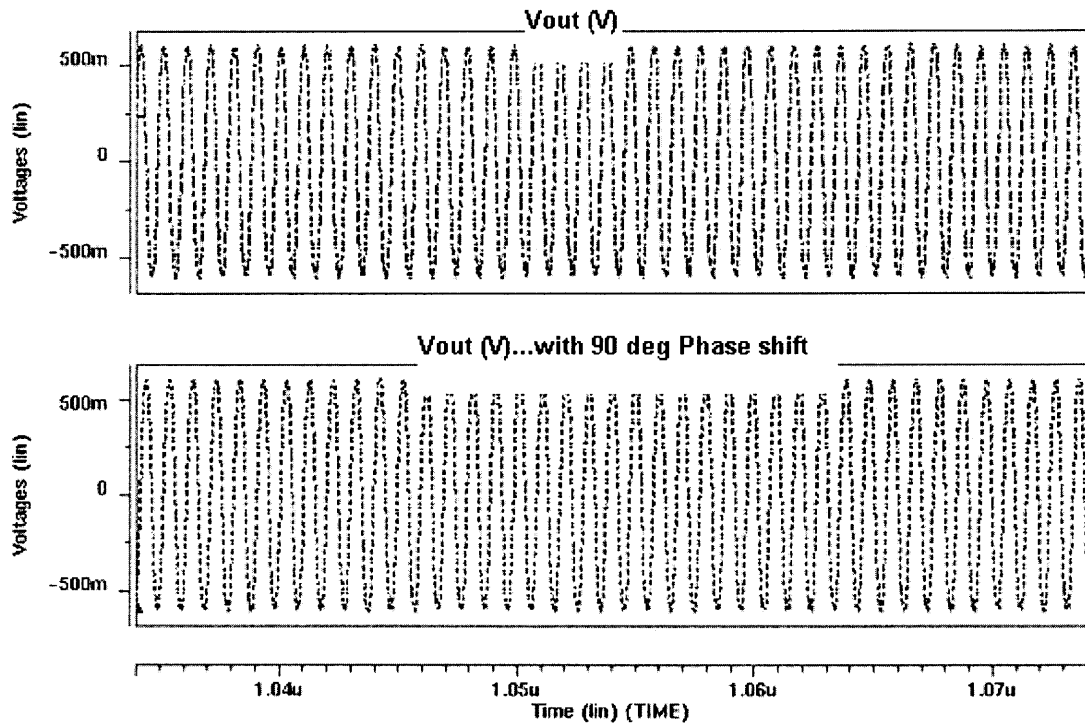 Vout (V)
500m
0
-500m
Voltages (lin)
Vout (V)...with 90 deg Phase shift
500m
0
-500m
Voltages (lin)
1.04u 1.05u 1.06u 1.07u
Time (lin) (TIME)